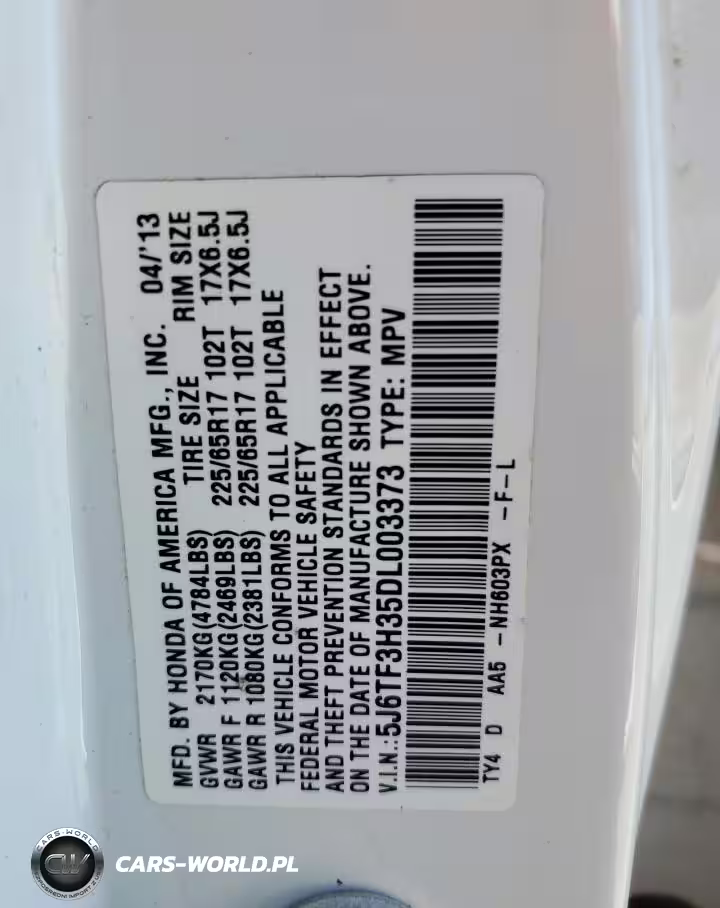 MFD. BY HONDA OF AMERICA MFG., INC. 04/'13
GVWR 2170KG(4784LBS) TIRE SIZE RIM SIZE
GAWR F 1120KG(2469LBS) 225/65R17 102T 17X6.5J
GAWR R 1080KG(2381LBS) 225/65R17 102T 17X6.5J
THIS VEHICLE CONFORMS TO ALL APPLICABLE
FEDERAL MOTOR VEHICLE SAFETY
AND THEFT PREVENTION STANDARDS IN EFFECT
ON THE DATE OF MANUFACTURE SHOWN ABOVE.
V.I.N.:5J6TF3H35DL003373 TYPE: MPV
TY4 D AA5 -NH603PX -F-L
CARS-WORLD
CW
CARS-WORLD.PL